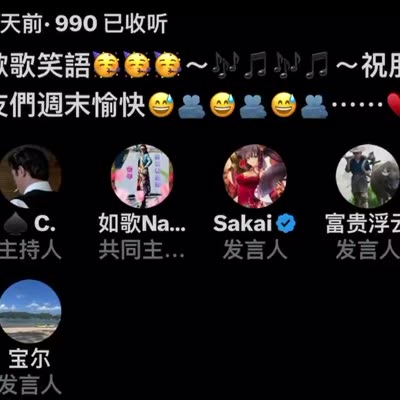 天前· 990 已收听
歌歌笑語🥳🥳🥳～🎶🎵🎶🎵～祝朋
友們週末愉快😅🫂😅🫂😅🫂……♥
♠ C.
如歌Na...
Sakai
富贵浮云
主持人
共同主...
发言人
发言人
宝尔
发言人